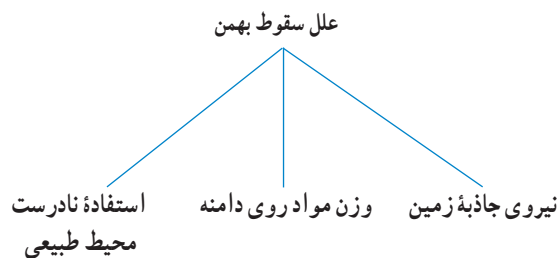 علل سقوط بهمن
نیروی جاذبهٔ زمین
وزن مواد روی دامنه
استفادهٔ نادرست
محیط طبیعی